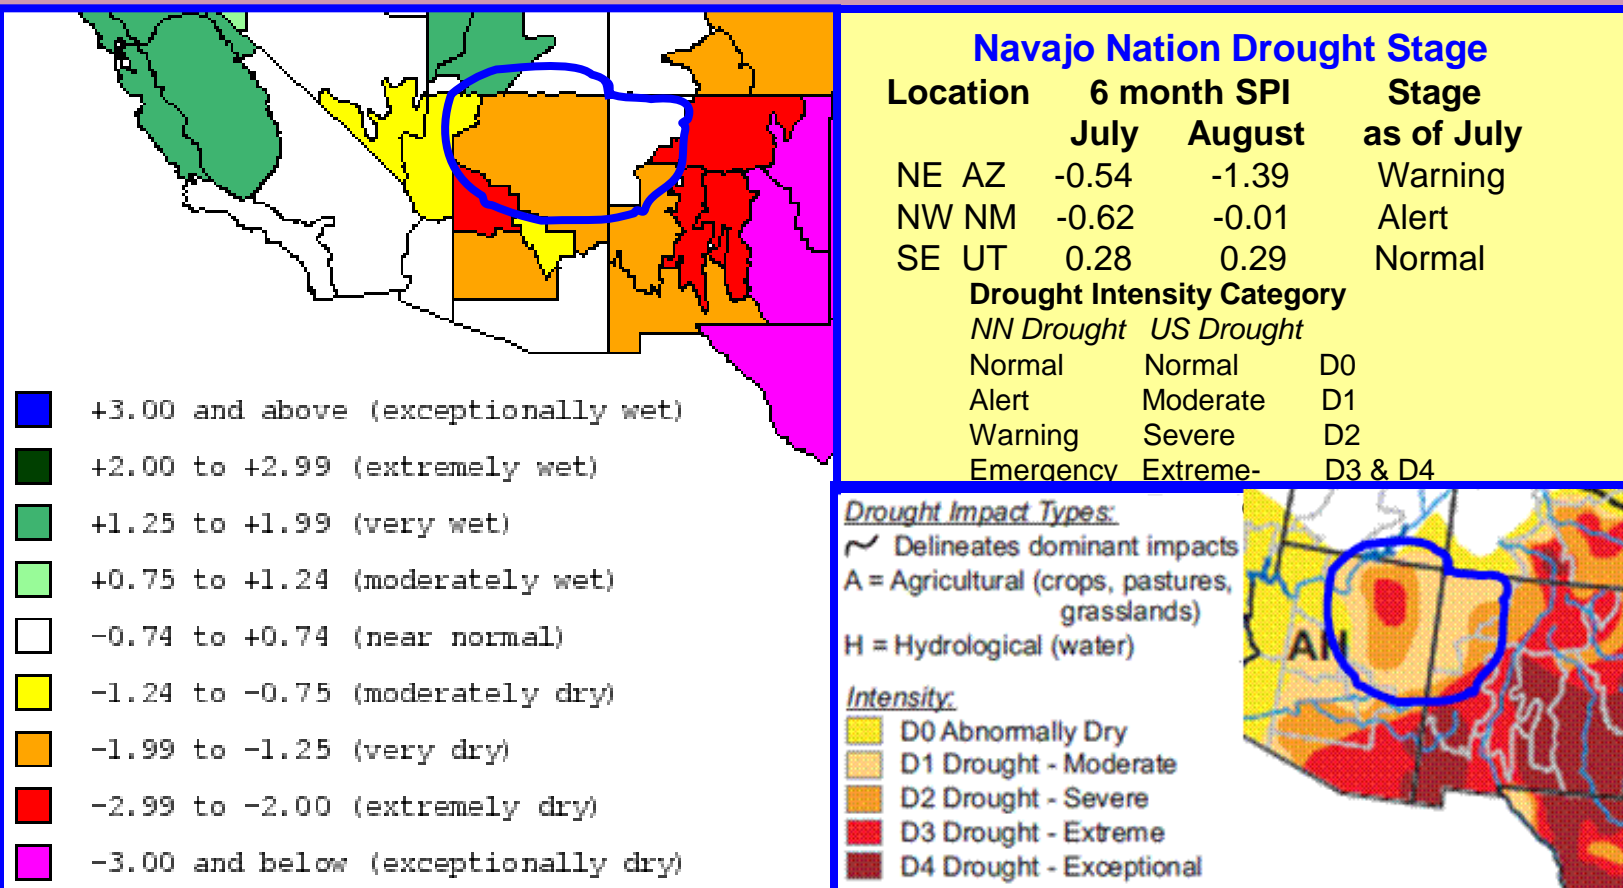 +3.00 and above (exceptionally wet)
+2.00 to +2.99 (extremely wet)
+1.25 to +1.99 (very wet)
+0.75 to +1.24 (moderately wet)
-0.74 to +0.74 (near normal)
-1.24 to -0.75 (moderately dry)
-1.99 to -1.25 (very dry)
-2.99 to -2.00 (extremely dry)
-3.00 and below (exceptionally dry)
Navajo Nation Drought Stage
Location 6 month SPI Stage
July August as of July
NE AZ -0.54 -1.39 Warning
NW NM -0.62 -0.01 Alert
SE UT 0.28 0.29 Normal
Drought Intensity Category
NN Drought US Drought
Normal Normal D0
Alert Moderate D1
Warning Severe D2
Emergency Extreme- D3 & D4
Drought Impact Types:
Delineates dominant impacts
A = Agricultural (crops, pastures,
grasslands)
H = Hydrological (water)
Intensity:
D0 Abnormally Dry
D1 Drought - Moderate
D2 Drought - Severe
D3 Drought - Extreme
D4 Drought - Exceptional
AH